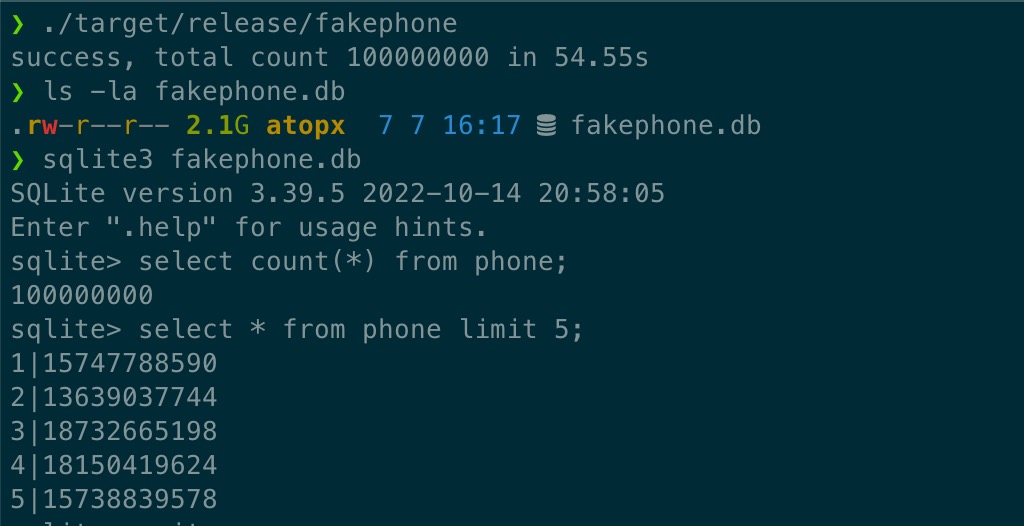 ❯ ./target/release/fakephone
success, total count 100000000 in 54.55s
❯ ls -la fakephone.db
.rw-r--r-- 2.1G atopx  7 7 16:17 fakephone.db
❯ sqlite3 fakephone.db
SQLite version 3.39.5 2022-10-14 20:58:05
Enter ".help" for usage hints.
sqlite> select count(*) from phone;
100000000
sqlite> select * from phone limit 5;
1|15747788590
2|13639037744
3|18732665198
4|18150419624
5|15738839578